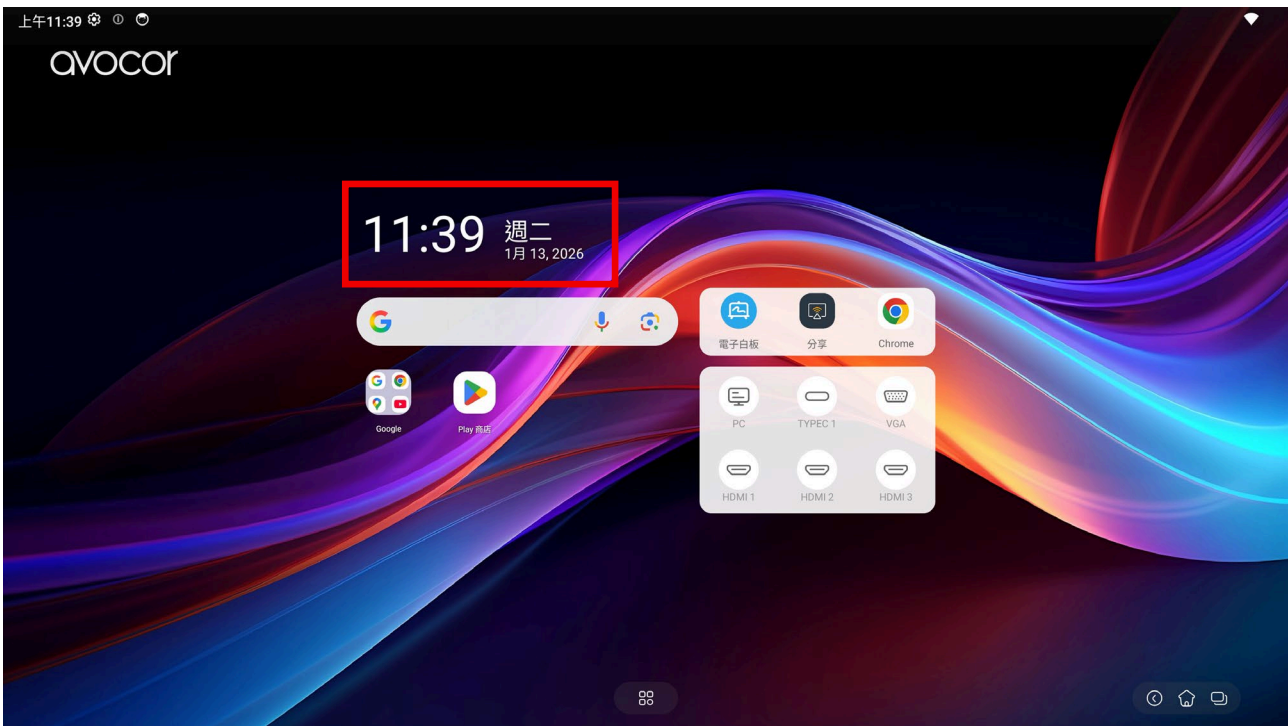 上午11:39
avocor
11:39
週二
1月 13, 2026
電子白板
分享
Chrome
Google
Play 商店
PC
TYPEC 1
VGA
HDMI 1
HDMI 2
HDMI 3